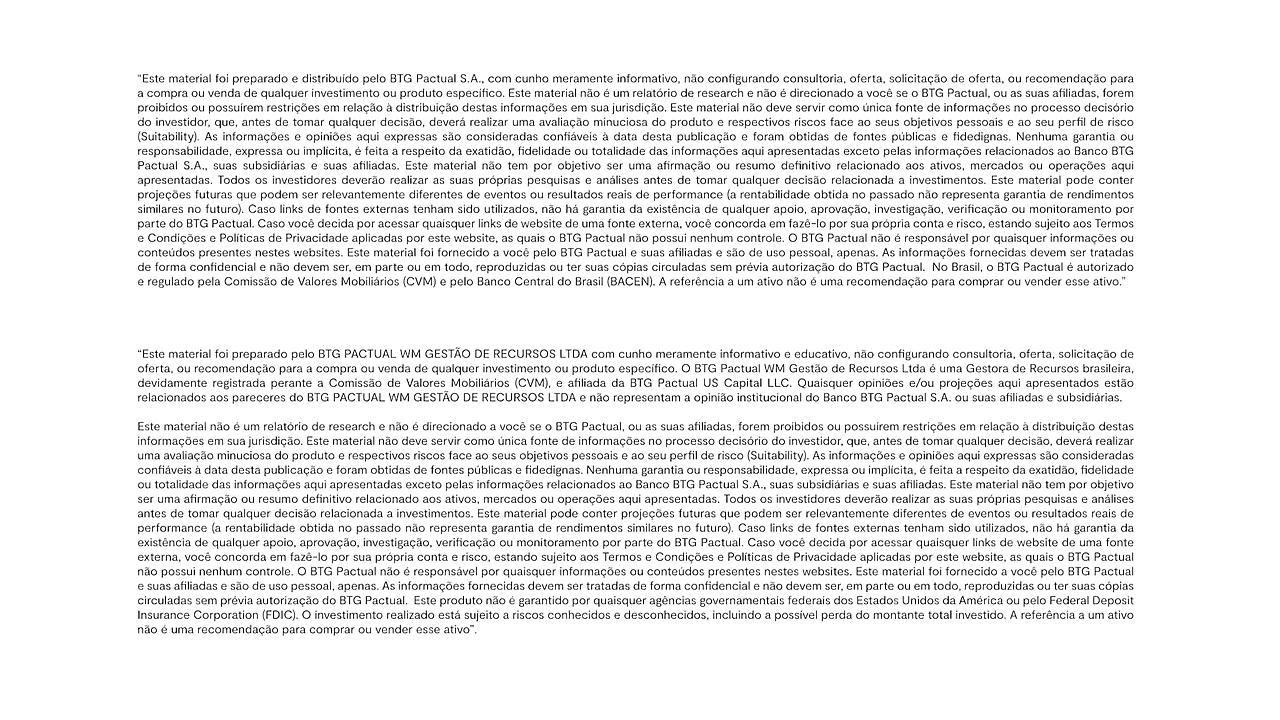 “Este material foi preparado e distribuído pelo BTG Pactual S.A., com cunho meramente informativo, não configurando consultoria, oferta, solicitação de oferta, ou recomendação para
a compra ou venda de qualquer investimento ou produto específico. Este material não é um relatório de research e não é direcionado a você se o BTG Pactual, ou as suas afiliadas, forem
proibidos ou possuírem restrições em relação à distribuição destas informações em sua jurisdição. Este material não deve servir como única fonte de informações no processo decisório
do investidor, que, antes de tomar qualquer decisão, deverá realizar uma avaliação minuciosa do produto e respectivos riscos face ao seus objetivos pessoais e ao seu perfil de risco
(Suitability). As informações e opiniões aqui expressas são consideradas confiáveis à data desta publicação e foram obtidas de fontes públicas e fidedignas. Nenhuma garantia ou
responsabilidade, expressa ou implícita, é feita a respeito da exatidão, fidelidade ou totalidade das informações aqui apresentadas exceto pelas informações relacionados ao Banco BTG
Pactual S.A., suas subsidiárias e suas afiliadas. Este material não tem por objetivo ser uma afirmação ou resumo definitivo relacionado aos ativos, mercados ou operações aqui
apresentadas. Todos os investidores deverão realizar as suas próprias pesquisas e análises antes de tomar qualquer decisão relacionada a investimentos. Este material pode conter
projeções futuras que podem ser relevantemente diferentes de eventos ou resultados reais de performance (a rentabilidade obtida no passado não representa garantia de rendimentos
similares no futuro). Caso links de fontes externas tenham sido utilizados, não há garantia da existência de qualquer apoio, aprovação, investigação, verificação ou monitoramento por
parte do BTG Pactual. Caso você decida por acessar quaisquer links de website de uma fonte externa, você concorda em fazê-lo por sua própria conta e risco, estando sujeito aos Termos
e Condições e Políticas de Privacidade aplicadas por este website, as quais o BTG Pactual não possui nenhum controle. O BTG Pactual não é responsável por quaisquer informações ou
conteúdos presentes nestes websites. Este material foi fornecido a você pelo BTG Pactual e suas afiliadas e são de uso pessoal, apenas. As informações fornecidas devem ser tratadas
de forma confidencial e não devem ser, em parte ou em todo, reproduzidas ou ter suas cópias circuladas sem prévia autorização do BTG Pactual. No Brasil, o BTG Pactual é autorizado
e regulado pela Comissão de Valores Mobiliários (CVM) e pelo Banco Central do Brasil (BACEN). A referência a um ativo não é uma recomendação para comprar ou vender esse ativo.”
“Este material foi preparado pelo BTG PACTUAL WM GESTÃO DE RECURSOS LTDA com cunho meramente informativo e educativo, não configurando consultoria, oferta, solicitação de
oferta, ou recomendação para a compra ou venda de qualquer investimento ou produto específico. O BTG Pactual WM Gestão de Recursos Ltda é uma Gestora de Recursos brasileira,
devidamente registrada perante a Comissão de Valores Mobiliários (CVM), e afiliada da BTG Pactual US Capital LLC. Quaisquer opiniões e/ou projeções aqui apresentados estão
relacionados aos pareceres do BTG PACTUAL WM GESTÃO DE RECURSOS LTDA e não representam a opinião institucional do Banco BTG Pactual S.A. ou suas afiliadas e subsidiárias.
Este material não é um relatório de research e não é direcionado a você se o BTG Pactual, ou as suas afiliadas, forem proibidos ou possuírem restrições em relação à distribuição destas
informações em sua jurisdição. Este material não deve servir como única fonte de informações no processo decisório do investidor, que, antes de tomar qualquer decisão, deverá realizar
uma avaliação minuciosa do produto e respectivos riscos face ao seus objetivos pessoais e ao seu perfil de risco (Suitability). As informações e opiniões aqui expressas são consideradas
confiáveis à data desta publicação e foram obtidas de fontes públicas e fidedignas. Nenhuma garantia ou responsabilidade, expressa ou implícita, é feita a respeito da exatidão, fidelidade
ou totalidade das informações aqui apresentadas exceto pelas informações relacionados ao Banco BTG Pactual S.A., suas subsidiárias e suas afiliadas. Este material não tem por objetivo
ser uma afirmação ou resumo definitivo relacionado aos ativos, mercados ou operações aqui apresentadas. Todos os investidores deverão realizar as suas próprias pesquisas e análises
antes de tomar qualquer decisão relacionada a investimentos. Este material pode conter projeções futuras que podem ser relevantemente diferentes de eventos ou resultados reais de
performance (a rentabilidade obtida no passado não representa garantia de rendimentos similares no futuro). Caso links de fontes externas tenham sido utilizados, não há garantia da
existência de qualquer apoio, aprovação, investigação, verificação ou monitoramento por parte do BTG Pactual. Caso você decida por acessar quaisquer links de website de uma fonte
externa, você concorda em fazê-lo por sua própria conta e risco, estando sujeito aos Termos e Condições e Políticas de Privacidade aplicadas por este website, as quais o BTG Pactual
não possui nenhum controle. O BTG Pactual não é responsável por quaisquer informações ou conteúdos presentes nestes websites. Este material foi fornecido a você pelo BTG Pactual
e suas afiliadas e são de uso pessoal, apenas. As informações fornecidas devem ser tratadas de forma confidencial e não devem ser, em parte ou em todo, reproduzidas ou ter suas cópias
circuladas sem prévia autorização do BTG Pactual. Este produto não é garantido por quaisquer agências governamentais federais dos Estados Unidos da América ou pelo Federal Deposit
Insurance Corporation (FDIC). O investimento realizado está sujeito a riscos conhecidos e desconhecidos, incluindo a possível perda do montante total investido. A referência a um ativo
não é uma recomendação para comprar ou vender esse ativo”.